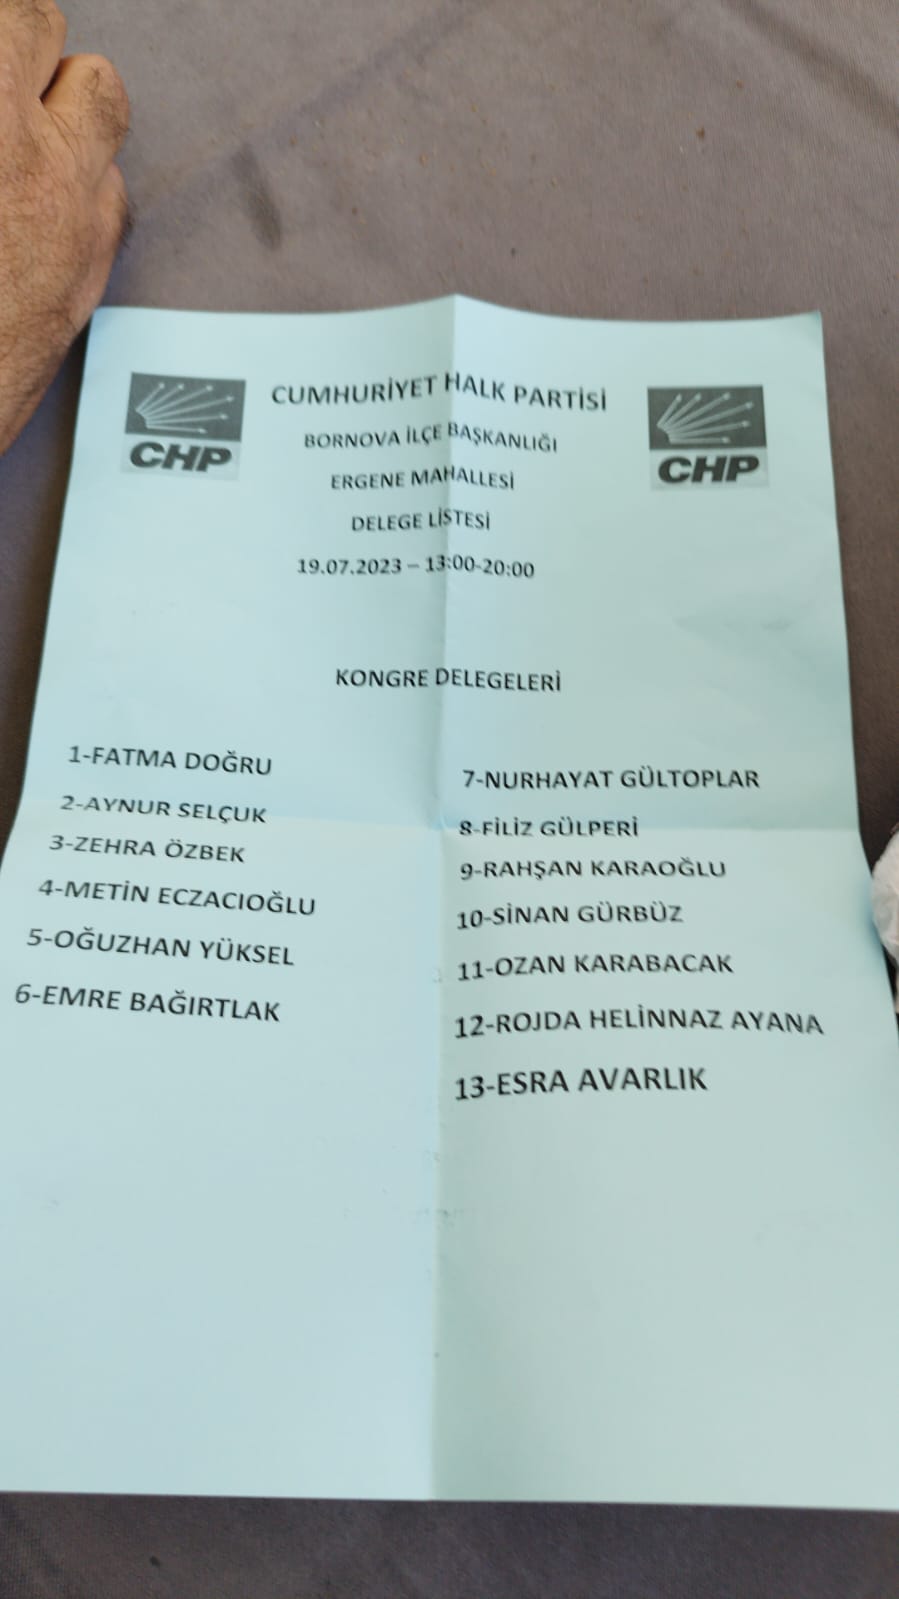 CHP
CUMHURİYET HALK PARTİSİ
CHP
BORNOVA İLÇE BAŞKANLIĞI
ERGENE MAHALLESİ
DELEGE LİSTESİ
19.07.2023 – 13:00-20:00
KONGRE DELEGELERİ
1-FATMA DOĞRU
2-AYNUR SELÇUK
3-ZEHRA ÖZBEK
4-METİN ECZACIOĞLU
5-OĞUZHAN YÜKSEL
6-EMRE BAĞIRTLAK
7-NURHAYAT GÜLTOPLAR
8-FİLİZ GÜLPERİ
9-RAHŞAN KARAOĞLU
10-SİNAN GÜRBÜZ
11-OZAN KARABACAK
12-ROJDA HELİNNAZ AYANA
13-ESRA AVARLIK